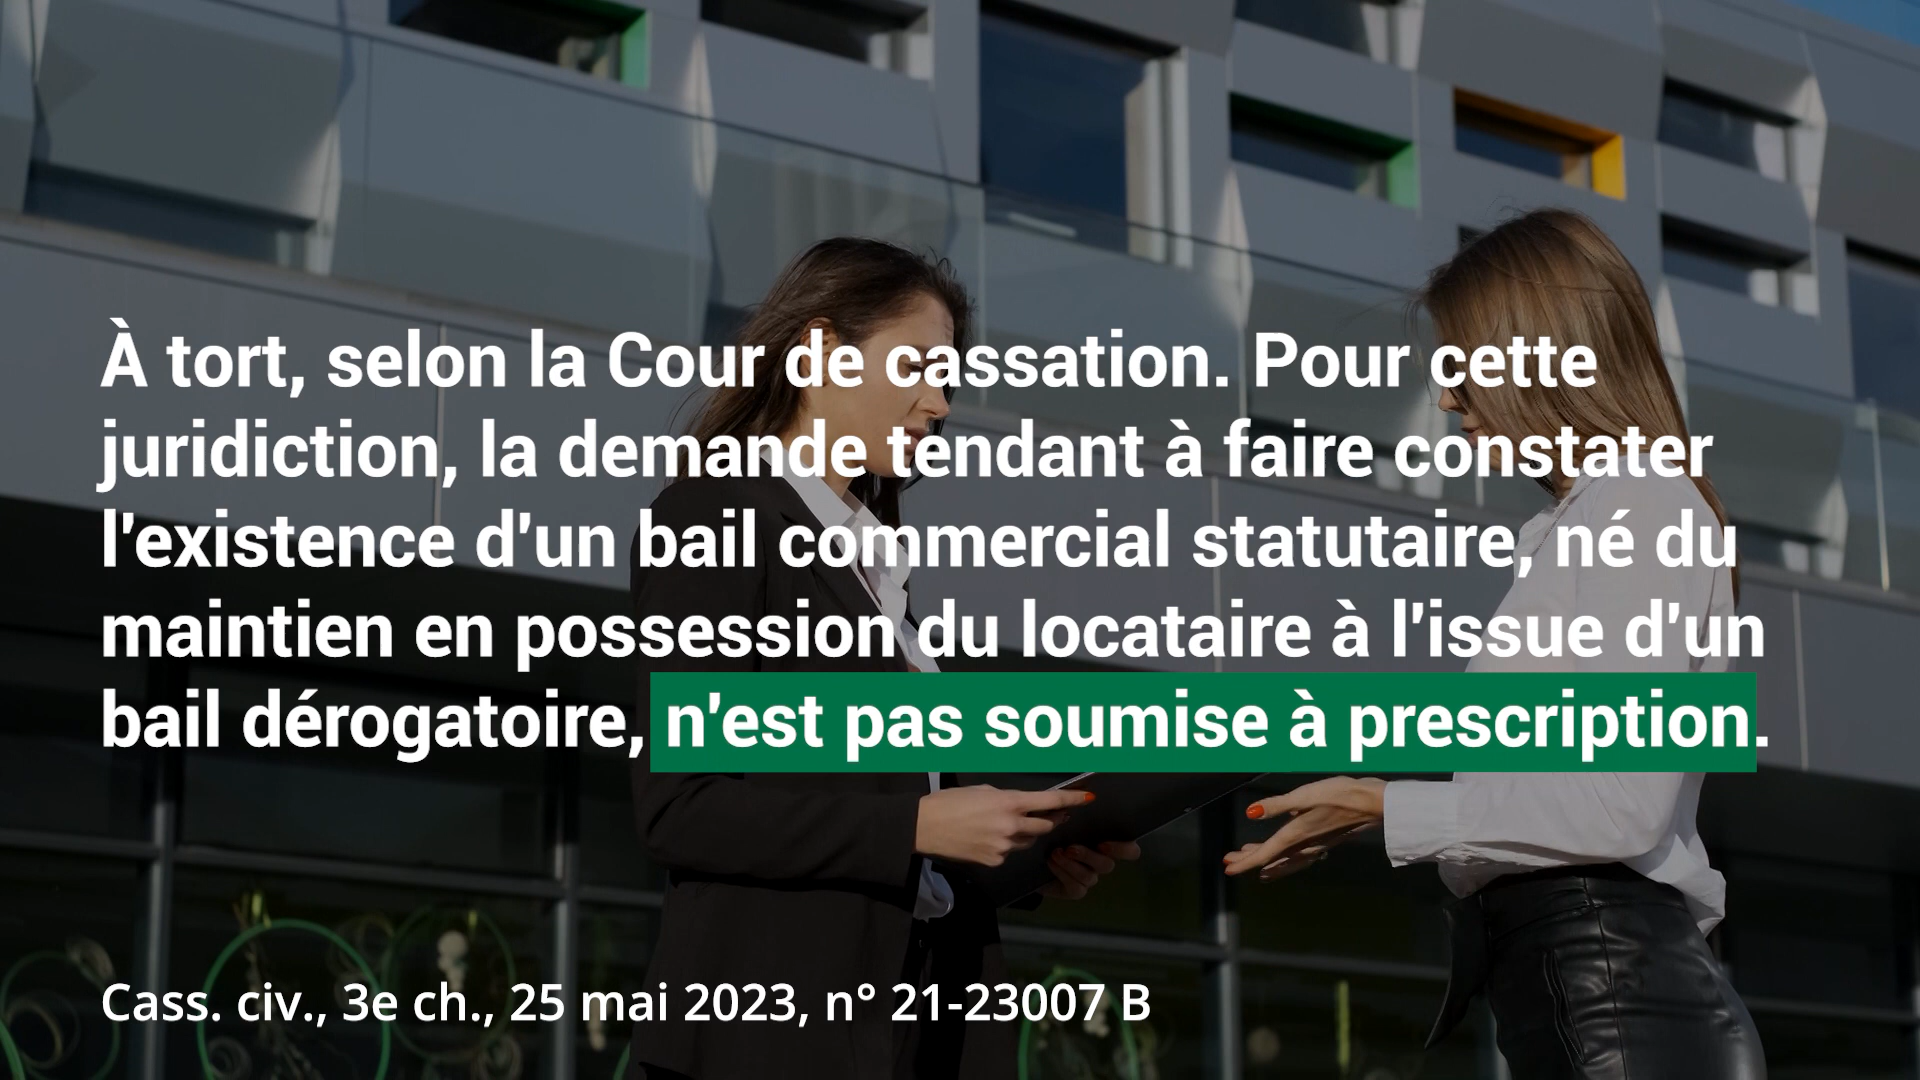 À tort, selon la Cour de cassation. Pour cette
juridiction, la demande tendant à faire constater
l'existence d'un bail commercial statutaire, né du
maintien en possession du locataire à l'issue d'un
bail dérogatoire, n'est pas soumise à prescription.
Cass. civ., 3e ch., 25 mai 2023, n° 21-23007 B